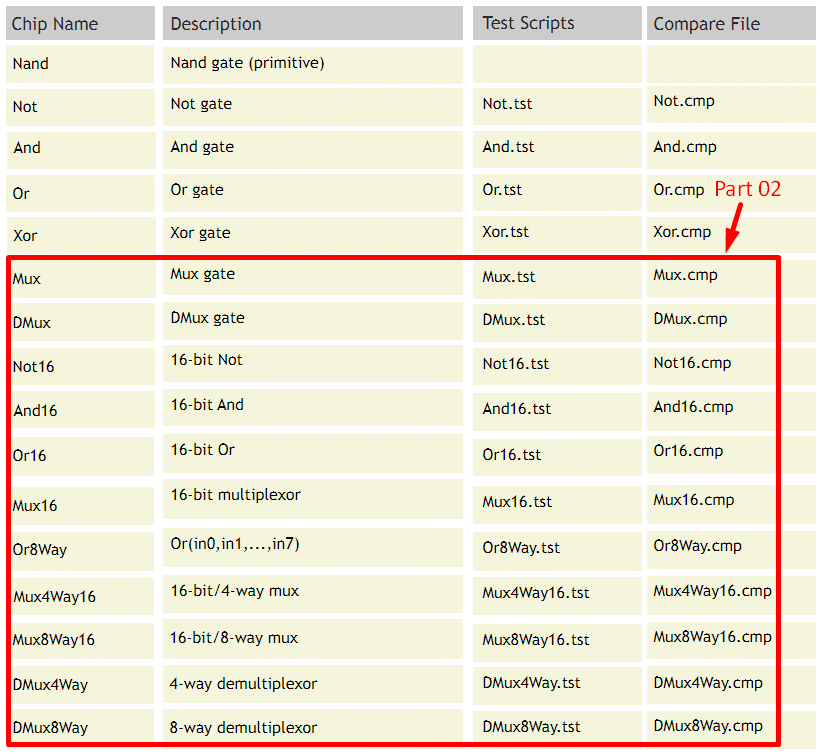 Chip Name Description Test Scripts Compare File
Nand Nand gate (primitive)
Not Not gate Not.tst Not.cmp
And And gate And.tst And.cmp
Or Or gate Or.tst Or.cmp Part 02
Xor Xor gate Xor.tst Xor.cmp
Mux Mux gate Mux.tst Mux.cmp
DMux DMux gate DMux.tst DMux.cmp
Not16 16-bit Not Not16.tst Not16.cmp
And16 16-bit And And16.tst And16.cmp
Or16 16-bit Or Or16.tst Or16.cmp
Mux16 16-bit multiplexor Mux16.tst Mux16.cmp
Or8Way Or(in0,in1,...,in7) Or8Way.tst Or8Way.cmp
Mux4Way16 16-bit/4-way mux Mux4Way16.tst Mux4Way16.cmp
Mux8Way16 16-bit/8-way mux Mux8Way16.tst Mux8Way16.cmp
DMux4Way 4-way demultiplexor DMux4Way.tst DMux4Way.cmp
DMux8Way 8-way demultiplexor DMux8Way.tst DMux8Way.cmp